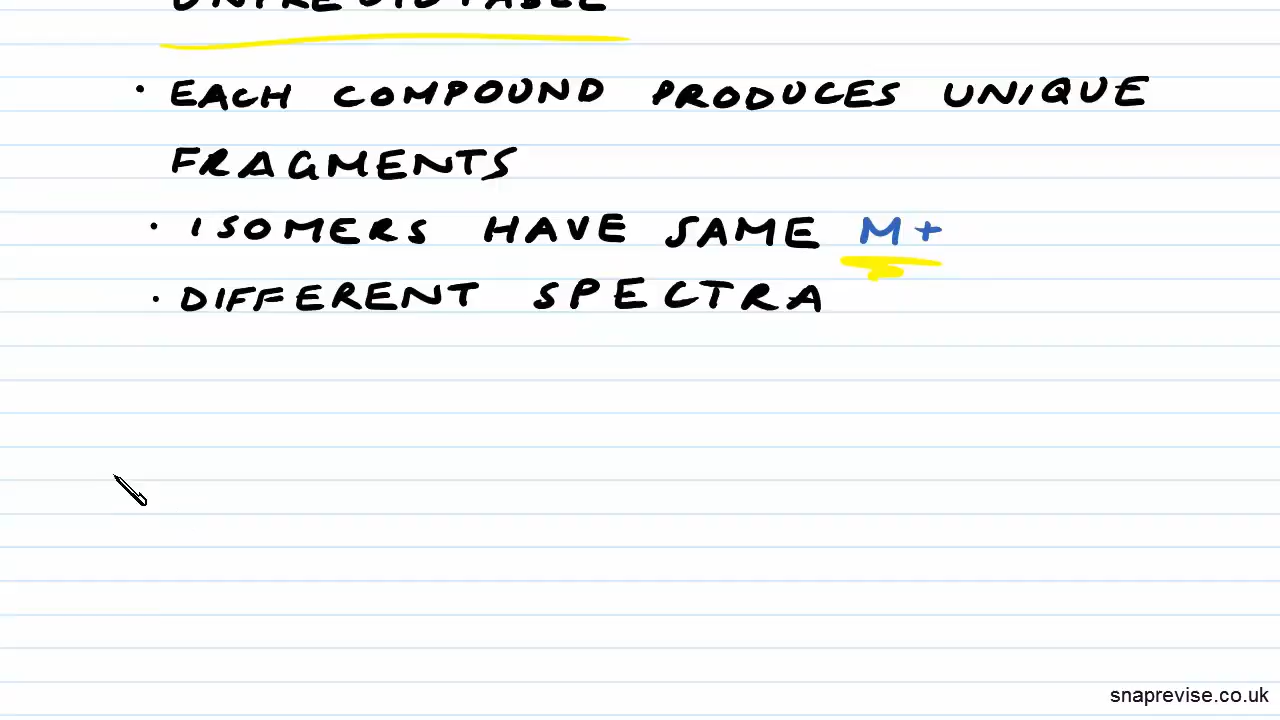 • EACH COMPOUND PRODUCES UNIQUE
FRAGMENTS
• ISOMERS HAVE SAME M+
• DIFFERENT SPECTRA
snaprevise.co.uk